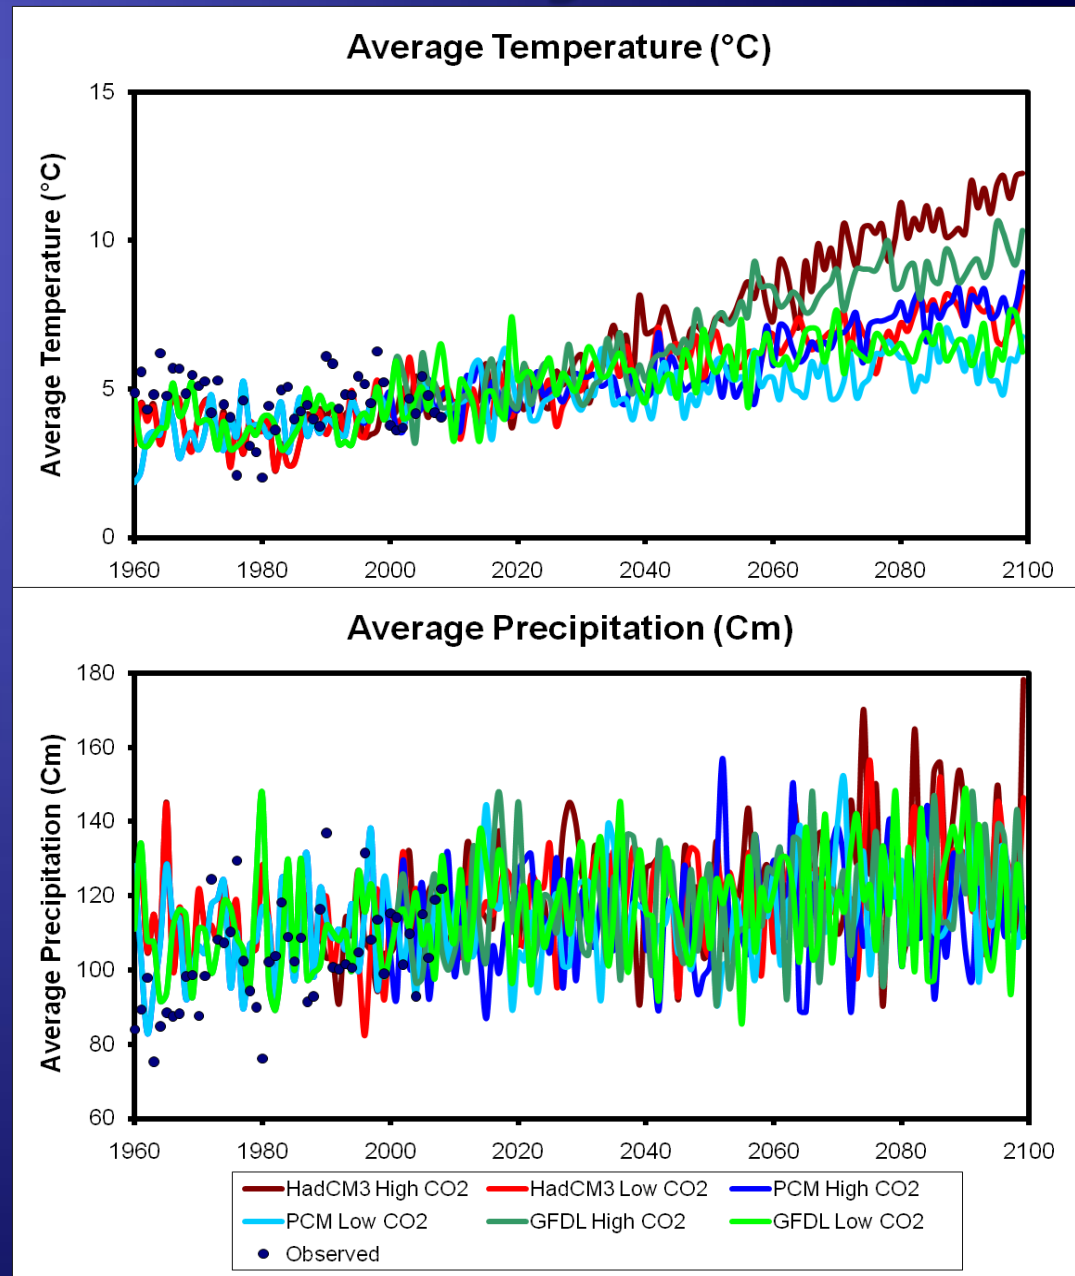 Average Temperature (°C)
Average Temperature (°C)
15
10
5
0
1960 1980 2000 2020 2040 2060 2080 2100
Average Precipitation (Cm)
Average Precipitation (Cm)
180
160
140
120
100
80
60
1960 1980 2000 2020 2040 2060 2080 2100
HadCM3 High CO2 HadCM3 Low CO2 PCM High CO2
PCM Low CO2 GFDL High CO2 GFDL Low CO2
Observed